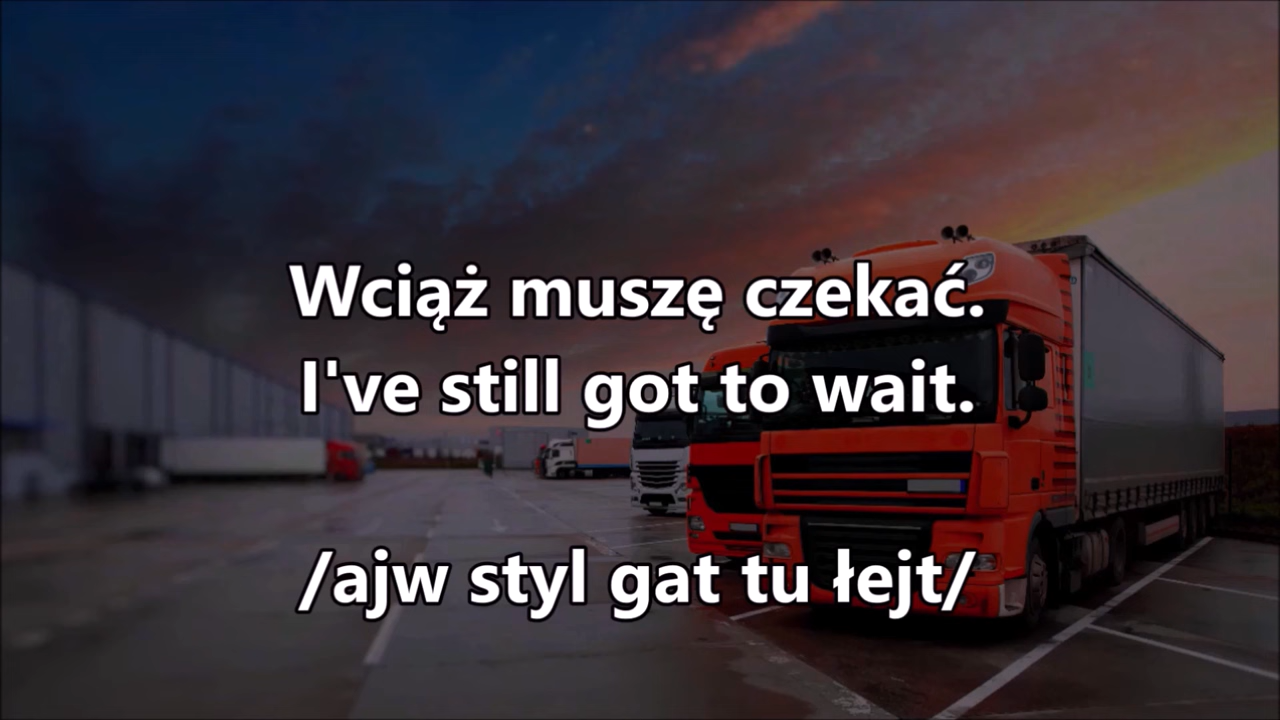 Wciąż muszę czekać.
I've still got to wait.
/ajw styl gat tu łejt/